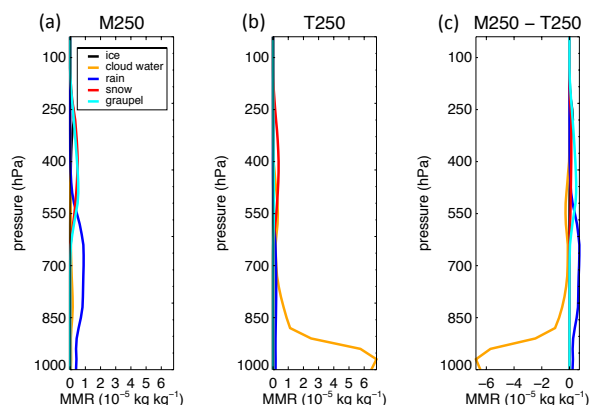 (a) M250
(b) T250
(c) M250 − T250
ice
cloud water
rain
snow
graupel
pressure (hPa)
250
400
550
700
850
1000
0 1 2 3 4 5 6
MMR (10⁻⁵ kg kg⁻¹)
pressure (hPa)
250
400
550
700
850
1000
0 1 2 3 4 5 6
MMR (10⁻⁵ kg kg⁻¹)
pressure (hPa)
250
400
550
700
850
1000
−6 −4 −2 0
MMR (10⁻⁵ kg kg⁻¹)